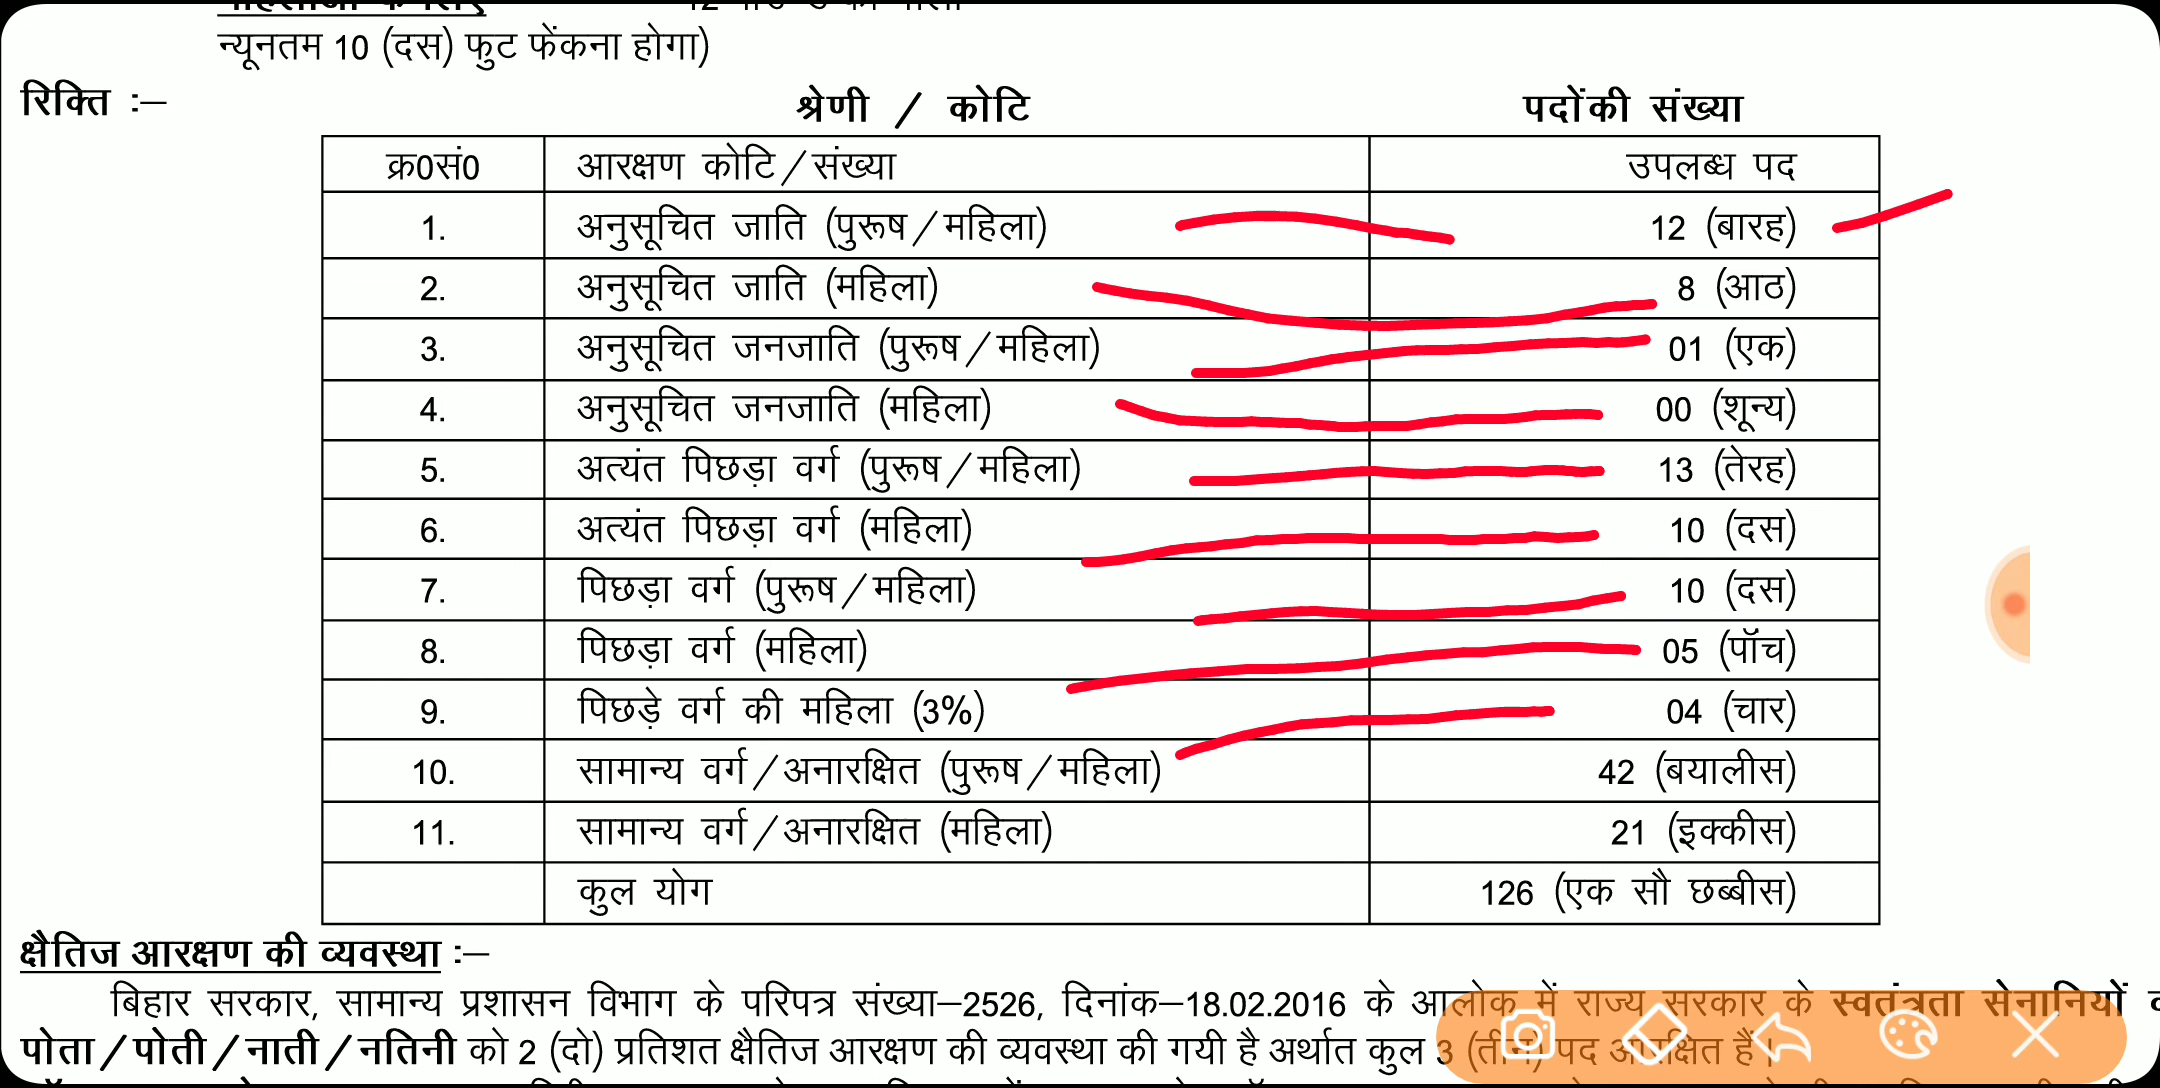 न्यूनतम 10 (दस) फुट फेंकना होगा)
रिक्ति :–
श्रेणी / कोटि पदोंकी संख्या
क्र0सं0 आरक्षण कोटि/संख्या उपलब्ध पद
1. अनुसूचित जाति (पुरूष/महिला) 12 (बारह)
2. अनुसूचित जाति (महिला) 8 (आठ)
3. अनुसूचित जनजाति (पुरूष/महिला) 01 (एक)
4. अनुसूचित जनजाति (महिला) 00 (शून्य)
5. अत्यंत पिछड़ा वर्ग (पुरूष/महिला) 13 (तेरह)
6. अत्यंत पिछड़ा वर्ग (महिला) 10 (दस)
7. पिछड़ा वर्ग (पुरूष/महिला) 10 (दस)
8. पिछड़ा वर्ग (महिला) 05 (पॉच)
9. पिछड़े वर्ग की महिला (3%) 04 (चार)
10. सामान्य वर्ग/अनारक्षित (पुरूष/महिला) 42 (बयालीस)
11. सामान्य वर्ग/अनारक्षित (महिला) 21 (इक्कीस)
कुल योग 126 (एक सौ छब्बीस)
क्षैतिज आरक्षण की व्यवस्था :–
बिहार सरकार, सामान्य प्रशासन विभाग के परिपत्र संख्या–2526, दिनांक–18.02.2016 के आलोक में राज्य सरकार के स्वतंत्रता सेनानियों
पोता/पोती/नाती/नतिनी को 2 (दो) प्रतिशत क्षैतिज आरक्षण की व्यवस्था की गयी है अर्थात कुल 3 (तीन) पद आरक्षित हैं।